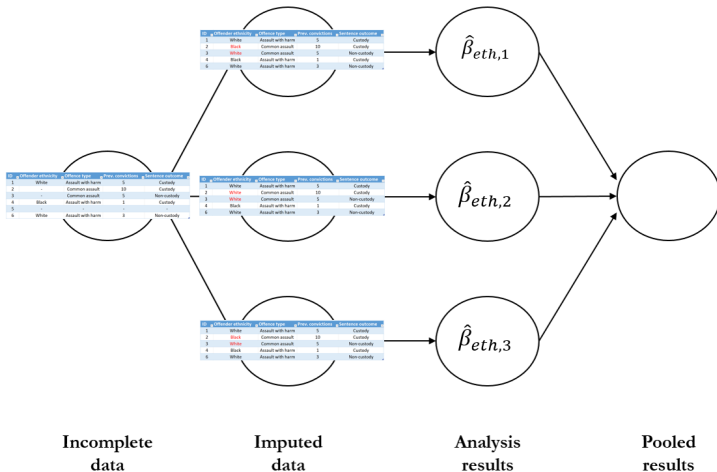 ID Offender ethnicity Offence type Prev. convictions Sentence outcome
1 White Assault with harm 5 Custody
2 Black Common assault 10 Custody
3 White Common assault 5 Non-custody
4 Black Assault with harm 1 Custody
6 White Assault with harm 3 Non-custody
β̂eth,1
ID Offender ethnicity Offence type Prev. convictions Sentence outcome
1 White Assault with harm 5 Custody
2 - Common assault 10 Custody
3 - Common assault 5 Non-custody
4 Black Assault with harm 1 Custody
5 - - - -
6 White Assault with harm 3 Non-custody
ID Offender ethnicity Offence type Prev. convictions Sentence outcome
1 White Assault with harm 5 Custody
2 White Common assault 10 Custody
3 White Common assault 5 Non-custody
4 Black Assault with harm 1 Custody
6 White Assault with harm 3 Non-custody
β̂eth,2
ID Offender ethnicity Offence type Prev. convictions Sentence outcome
1 White Assault with harm 5 Custody
2 Black Common assault 10 Custody
3 White Common assault 5 Non-custody
4 Black Assault with harm 1 Custody
6 White Assault with harm 3 Non-custody
β̂eth,3
Incomplete
data
Imputed
data
Analysis
results
Pooled
results